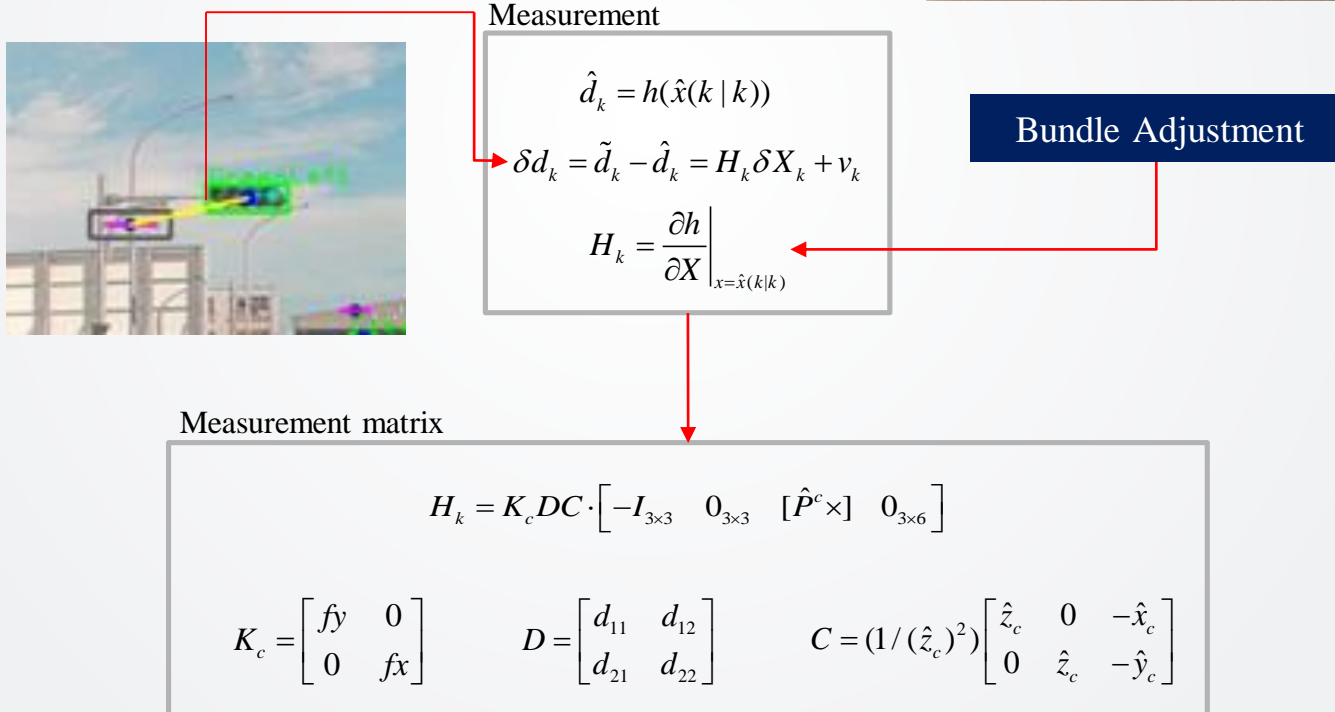 Measurement
d̂_k = h(x̂(k | k))
δd_k = d̃_k − d̂_k = H_k δX_k + v_k
H_k = ∂h/∂X |_{x=x̂(k|k)}
Bundle Adjustment
Measurement matrix
H_k = K_c DC · [−I_{3×3} 0_{3×3} [P̂^c ×] 0_{3×6}]
K_c = [fy 0; 0 fx] D = [d_11 d_12; d_21 d_22] C = (1/(ẑ_c)^2) [ẑ_c 0 −x̂_c; 0 ẑ_c −ŷ_c]